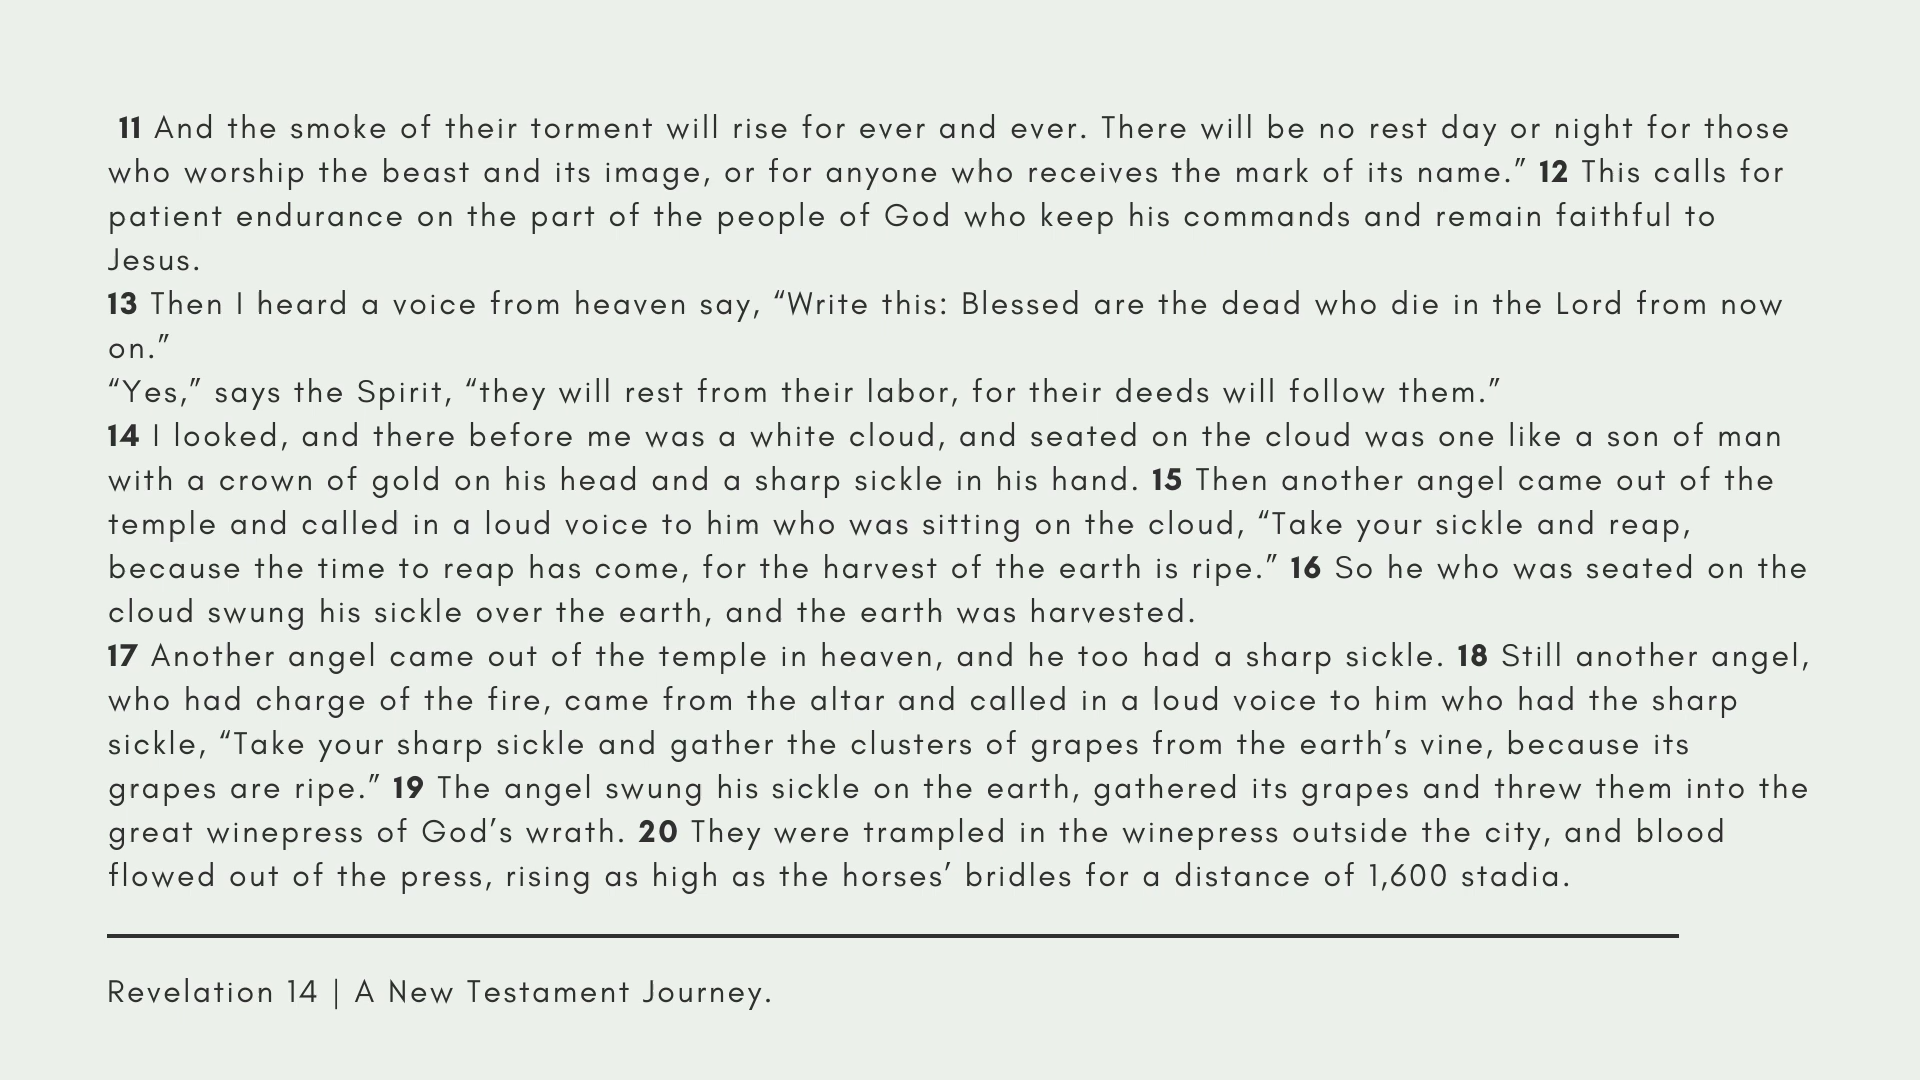 11 And the smoke of their torment will rise for ever and ever. There will be no rest day or night for those
who worship the beast and its image, or for anyone who receives the mark of its name.” 12 This calls for
patient endurance on the part of the people of God who keep his commands and remain faithful to
Jesus.
13 Then I heard a voice from heaven say, “Write this: Blessed are the dead who die in the Lord from now
on.”
“Yes,” says the Spirit, “they will rest from their labor, for their deeds will follow them.”
14 I looked, and there before me was a white cloud, and seated on the cloud was one like a son of man
with a crown of gold on his head and a sharp sickle in his hand. 15 Then another angel came out of the
temple and called in a loud voice to him who was sitting on the cloud, “Take your sickle and reap,
because the time to reap has come, for the harvest of the earth is ripe.” 16 So he who was seated on the
cloud swung his sickle over the earth, and the earth was harvested.
17 Another angel came out of the temple in heaven, and he too had a sharp sickle. 18 Still another angel,
who had charge of the fire, came from the altar and called in a loud voice to him who had the sharp
sickle, “Take your sharp sickle and gather the clusters of grapes from the earth’s vine, because its
grapes are ripe.” 19 The angel swung his sickle on the earth, gathered its grapes and threw them into the
great winepress of God’s wrath. 20 They were trampled in the winepress outside the city, and blood
flowed out of the press, rising as high as the horses’ bridles for a distance of 1,600 stadia.
Revelation 14 | A New Testament Journey.